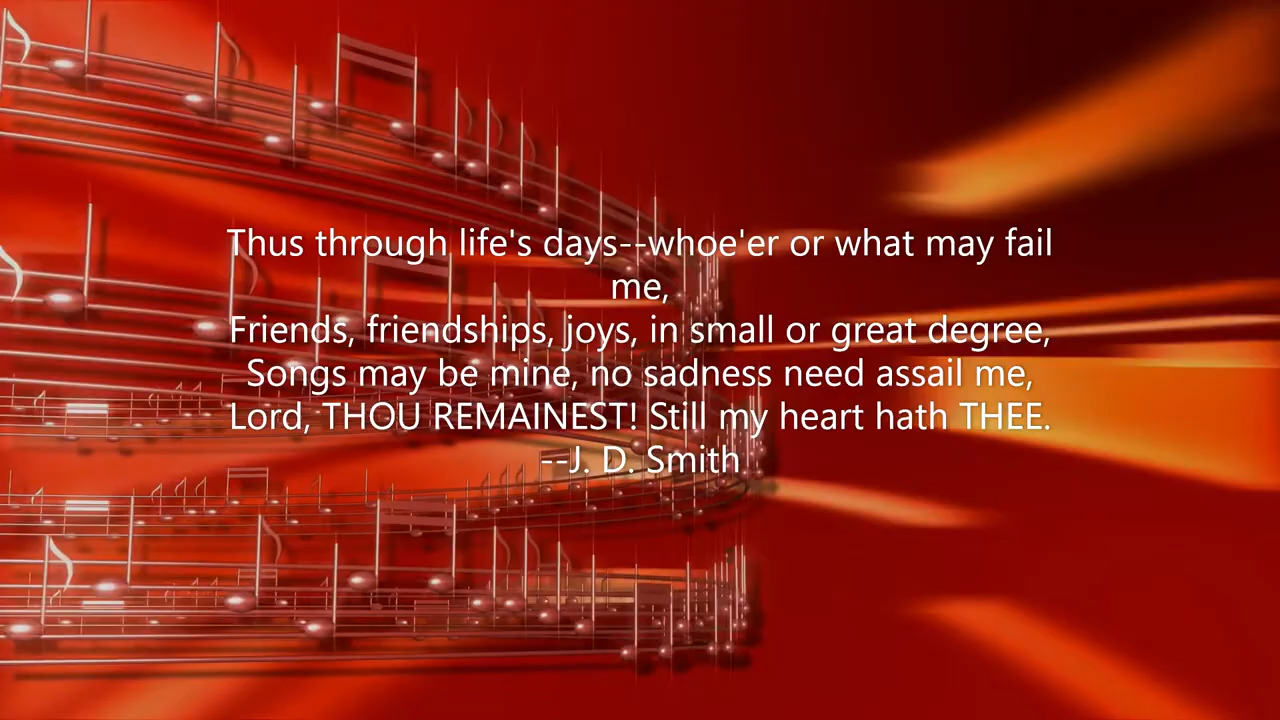 Thus through life's days--whoe'er or what may fail
me,
Friends, friendships, joys, in small or great degree,
Songs may be mine, no sadness need assail me,
Lord, THOU REMAINEST! Still my heart hath THEE.
--J. D. Smith